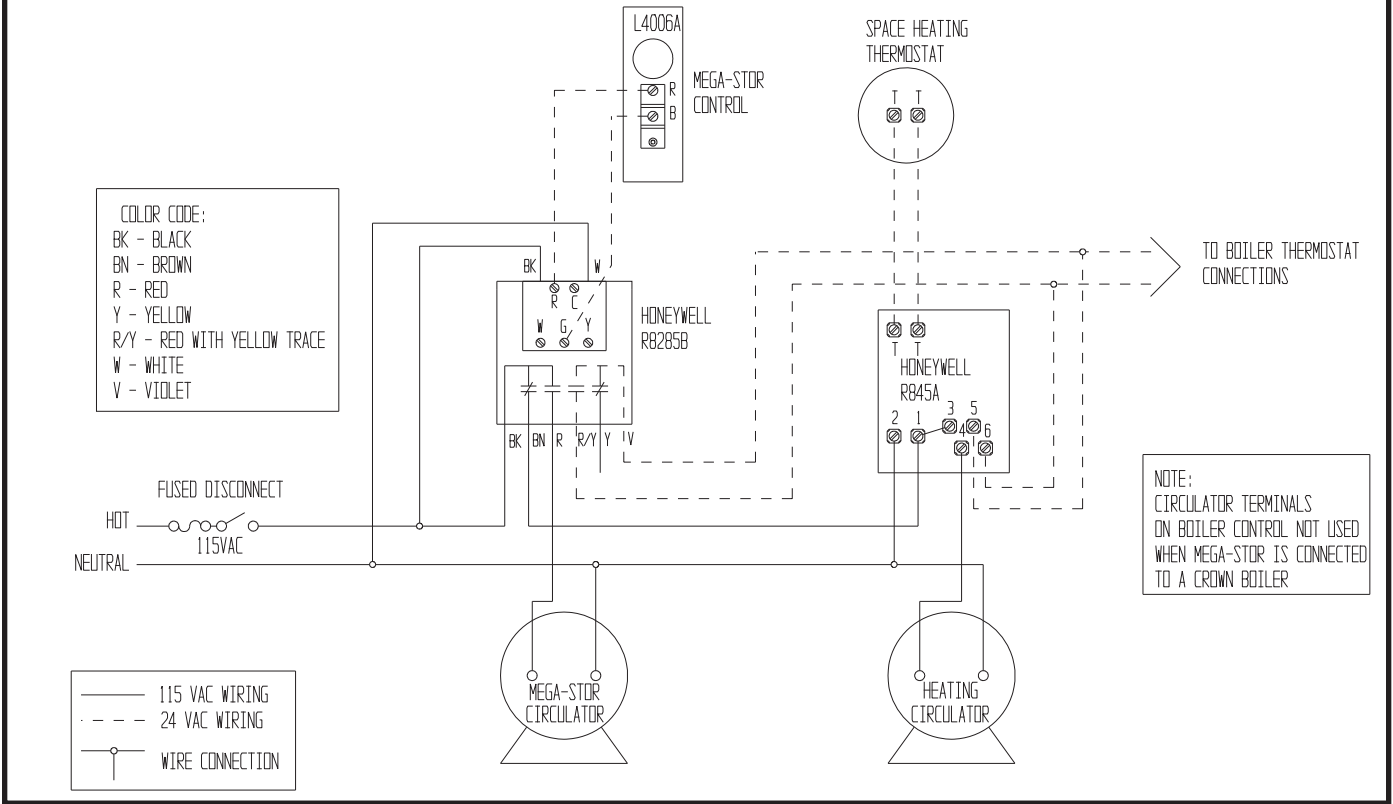 L4006A
R
B
MEGA-STOR
CONTROL
SPACE HEATING
THERMOSTAT
T T
COLOR CODE:
BK - BLACK
BN - BROWN
R - RED
Y - YELLOW
R/Y - RED WITH YELLOW TRACE
W - WHITE
V - VIOLET
BK
W
R C
W G Y
HONEYWELL
R8285B
BK BN R R/Y Y V
TO BOILER THERMOSTAT
CONNECTIONS
T T
HONEYWELL
R845A
2 1 3 5
4 6
FUSED DISCONNECT
HOT
115VAC
NEUTRAL
NOTE:
CIRCULATOR TERMINALS
ON BOILER CONTROL NOT USED
WHEN MEGA-STOR IS CONNECTED
TO A CROWN BOILER
115 VAC WIRING
24 VAC WIRING
WIRE CONNECTION
MEGA-STOR
CIRCULATOR
HEATING
CIRCULATOR